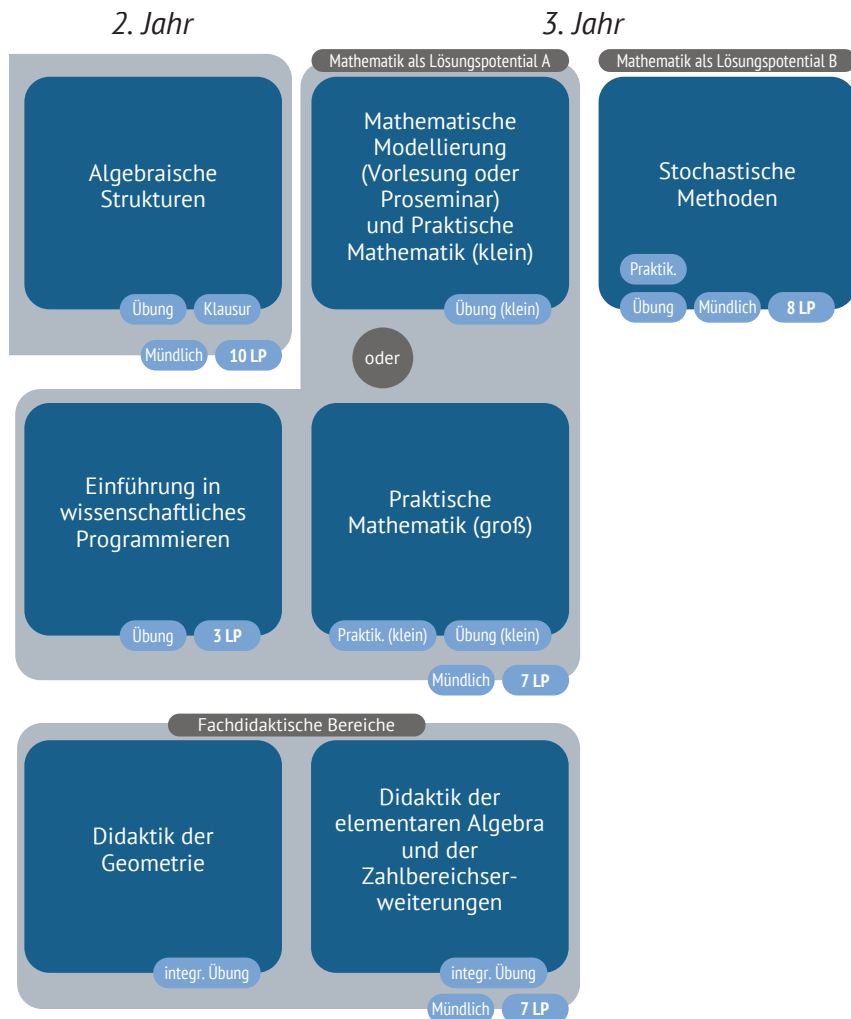 2. Jahr
3. Jahr
Mathematik als Lösungspotential A
Mathematik als Lösungspotential B
Algebraische
Strukturen
Übung
Klausur
Mündlich
10 LP
Mathematische
Modellierung
(Vorlesung oder
Proseminar)
und Praktische
Mathematik (klein)
Übung (klein)
Stochastische
Methoden
Praktik.
Übung
Mündlich
8 LP
oder
Einführung in
wissenschaftliches
Programmieren
Übung
3 LP
Praktische
Mathematik (groß)
Praktik. (klein)
Übung (klein)
Mündlich
7 LP
Fachdidaktische Bereiche
Didaktik der
Geometrie
integr. Übung
Didaktik der
elementaren Algebra
und der
Zahlbereichser-
weiterungen
integr. Übung
Mündlich
7 LP